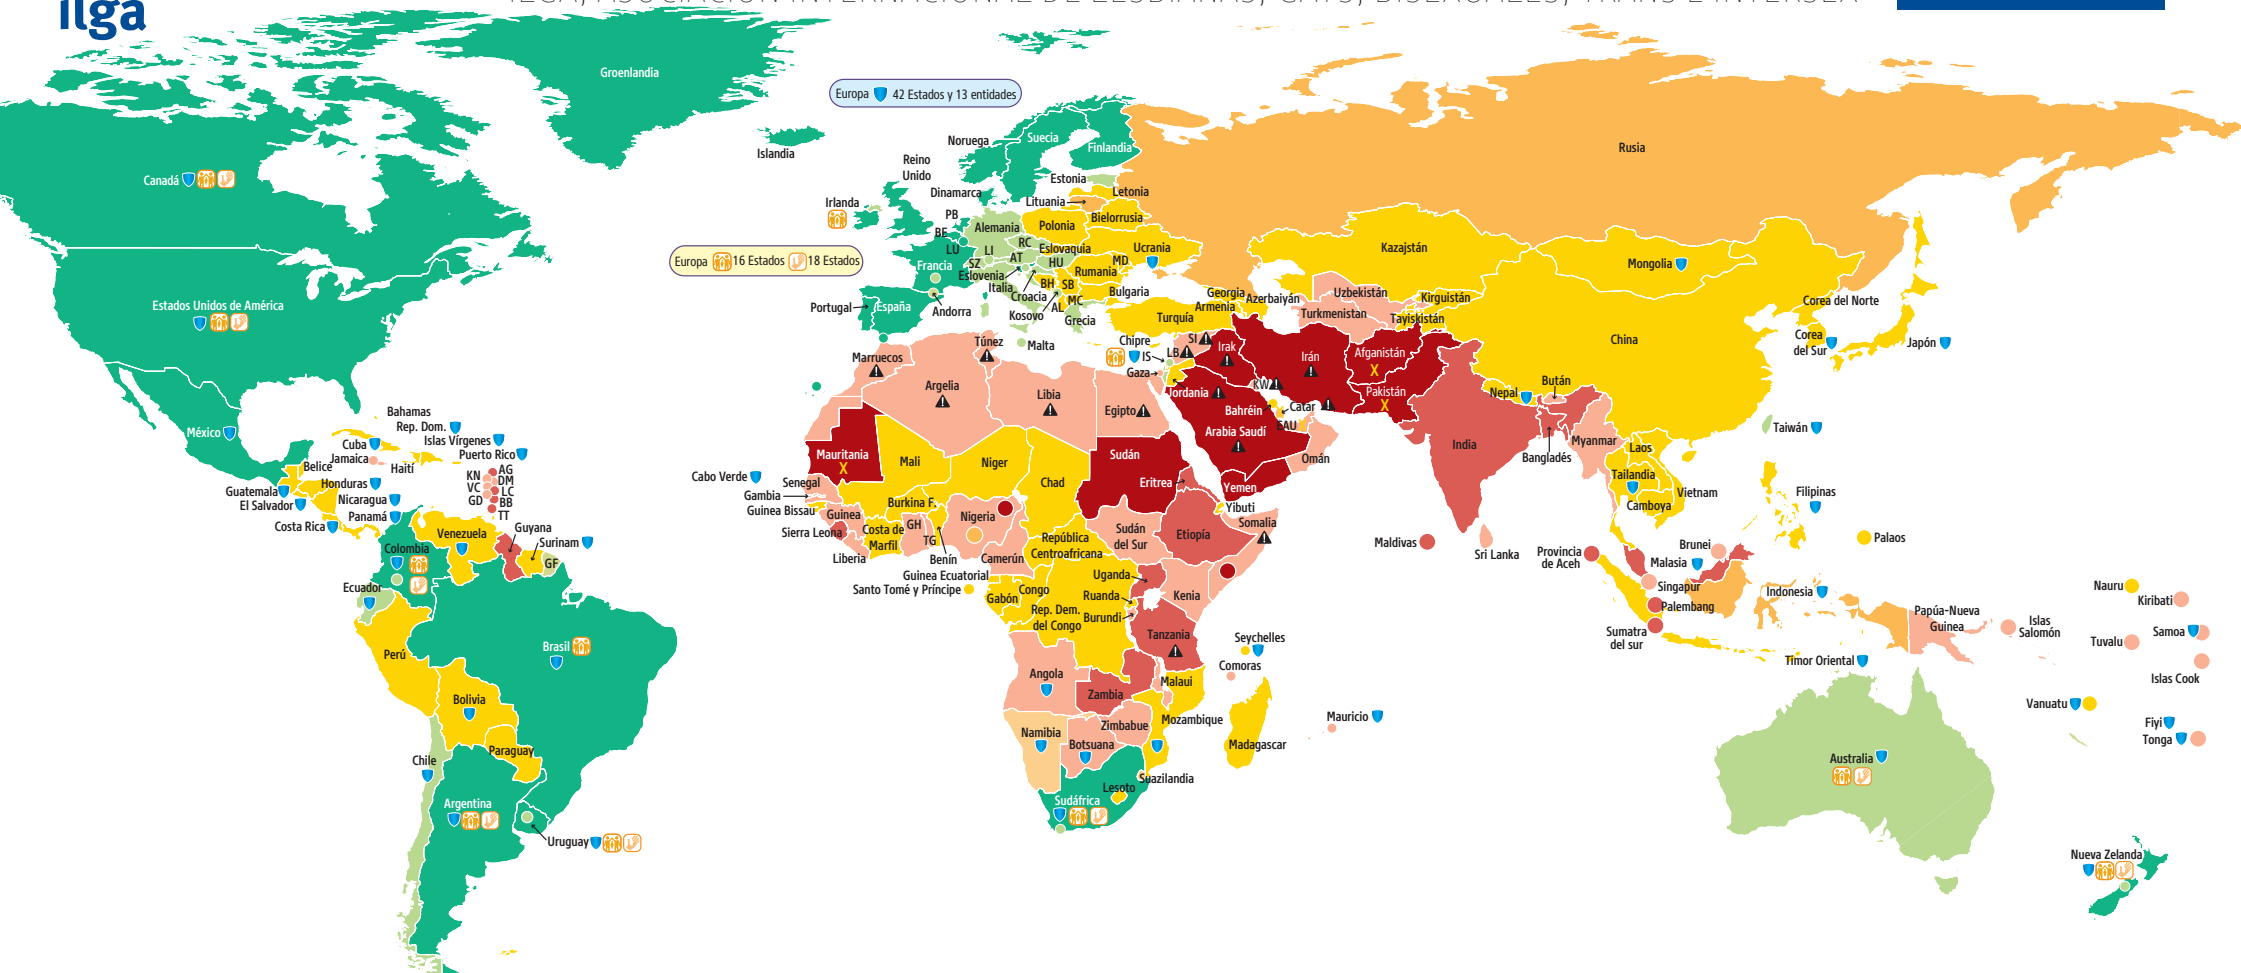 ilga
ILGA, ASOCIACIÓN INTERNACIONAL DE LESBIANAS, GAYS, BISEXUALES, TRANS E INTERSEX
Groenlandia
Europa 42 Estados y 13 entidades
Islandia
Noruega
Suecia
Finlandia
Rusia
Reino
Unido
Estonia
Canadá
Dinamarca
Letonia
Irlanda
Lituania
PB
Bielorrusia
Alemania
Polonia
BE
LU
LI
RC
Eslovaquia
Ucrania
Kazajstán
Europa 16 Estados 18 Estados
Francia
SZ
AT
HU
MD
Mongolia
Eslovenia
Rumania
Italia
BH
SB
Bulgaria
Georgia
Azerbaiyán
Uzbekistán
Kirguistán
Corea del Norte
Estados Unidos de América
Portugal
España
Andorra
Croacia
Kosovo
AL
MC
Grecia
Armenia
Turquía
Turkmenistan
Tayiskistán
China
Corea
del Sur
Japón
Malta
Chipre
SI
Irak
Irán
Afganistán
Marruecos
Túnez
IS
LB
Gaza
Argelia
Libia
Egipto
Jordania
KW
Pakistán
Nepal
Bután
Bahréin
Catar
EAU
Arabia Saudí
Omán
India
Bangladés
Myanmar
Laos
Taiwán
Tailandia
Vietnam
Camboya
Filipinas
Palaos
México
Bahamas
Rep. Dom.
Cuba
Islas Vírgenes
Jamaica
Puerto Rico
Haití
Belice
Honduras
Guatemala
Nicaragua
El Salvador
Panamá
Costa Rica
KN
AG
DM
VC
LC
GD
BB
TT
Guyana
Venezuela
Surinam
GF
Colombia
Ecuador
Perú
Brasil
Bolivia
Paraguay
Chile
Argentina
Uruguay
Cabo Verde
Mauritania
X
X
X
Mali
Niger
Chad
Sudán
Eritrea
Yemen
Senegal
Gambia
Guinea Bissau
Guinea
Sierra Leona
Liberia
Burkina F.
Costa de
Marfil
GH
TG
Benín
Nigeria
Camerún
Yibuti
Somalia
Etiopía
Sudán
del Sur
República
Centroafricana
Guinea Ecuatorial
Santo Tomé y Príncipe
Gabón
Congo
Rep. Dem.
del Congo
Uganda
Ruanda
Burundi
Kenia
Tanzania
Seychelles
Comoras
Angola
Zambia
Malaui
Mozambique
Zimbabue
Namibia
Botsuana
Madagascar
Mauricio
Suazilandia
Lesoto
Sudáfrica
Maldivas
Sri Lanka
Provincia
de Aceh
Brunei
Malasia
Singapur
Palembang
Sumatra
del sur
Indonesia
Timor Oriental
Papúa-Nueva
Guinea
Islas
Salomón
Nauru
Kiribati
Tuvalu
Samoa
Islas Cook
Vanuatu
Fiyi
Tonga
Australia
Nueva Zelanda